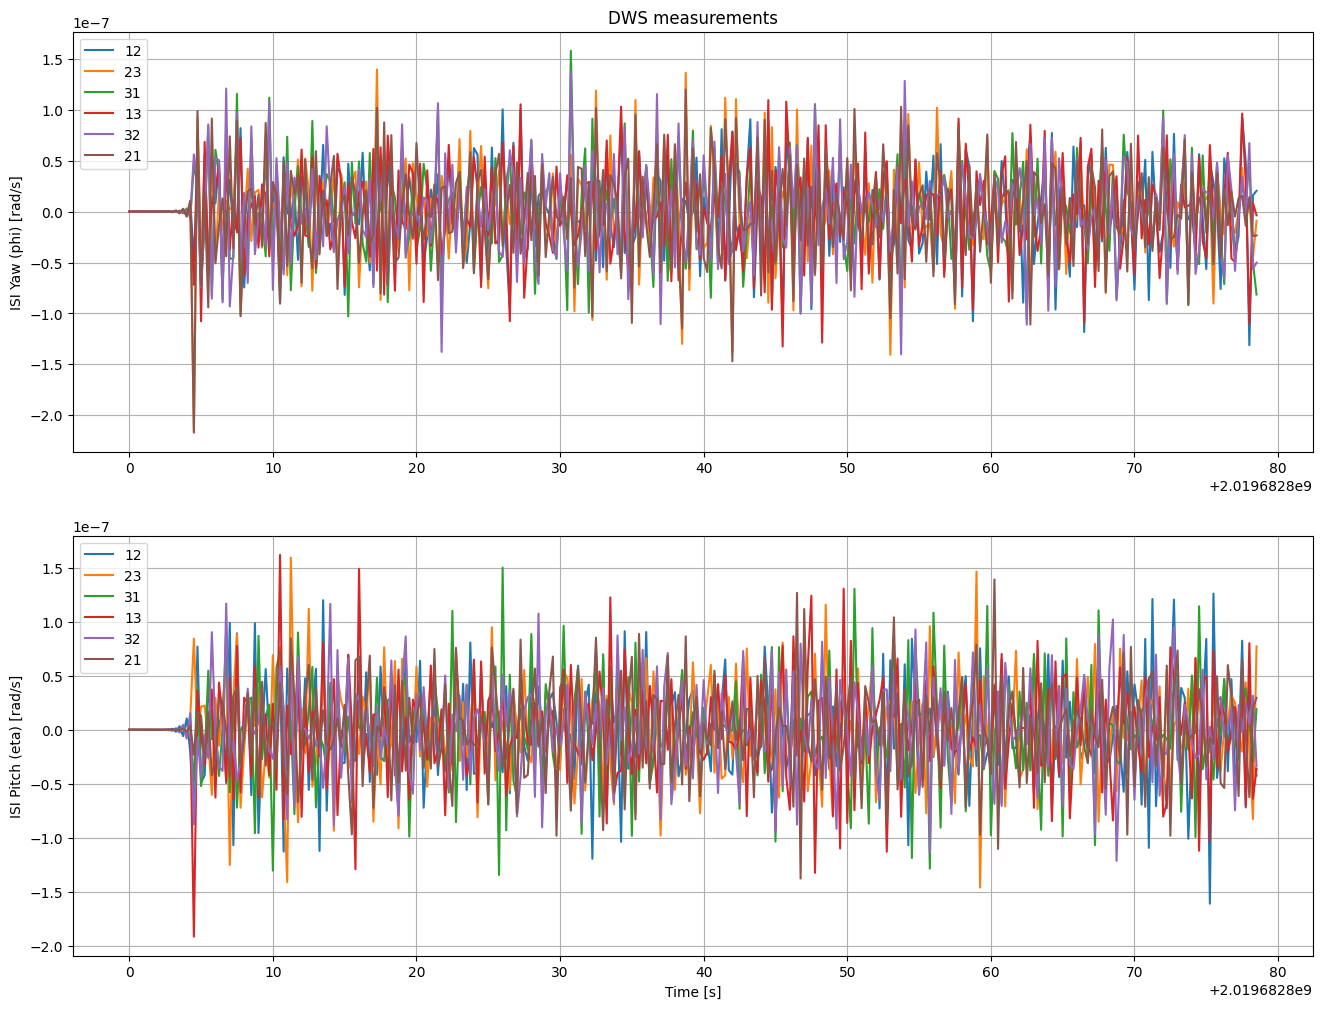 DWS measurements
1e−7
1.5
1.0
0.5
0.0
−0.5
−1.0
−1.5
−2.0
ISI Yaw (phi) [rad/s]
12
23
31
13
32
21
0 10 20 30 40 50 60 70 80
+2.0196828e9
1e−7
1.5
1.0
0.5
0.0
−0.5
−1.0
−1.5
−2.0
ISI Pitch (eta) [rad/s]
12
23
31
13
32
21
0 10 20 30 40 50 60 70 80
Time [s]
+2.0196828e9